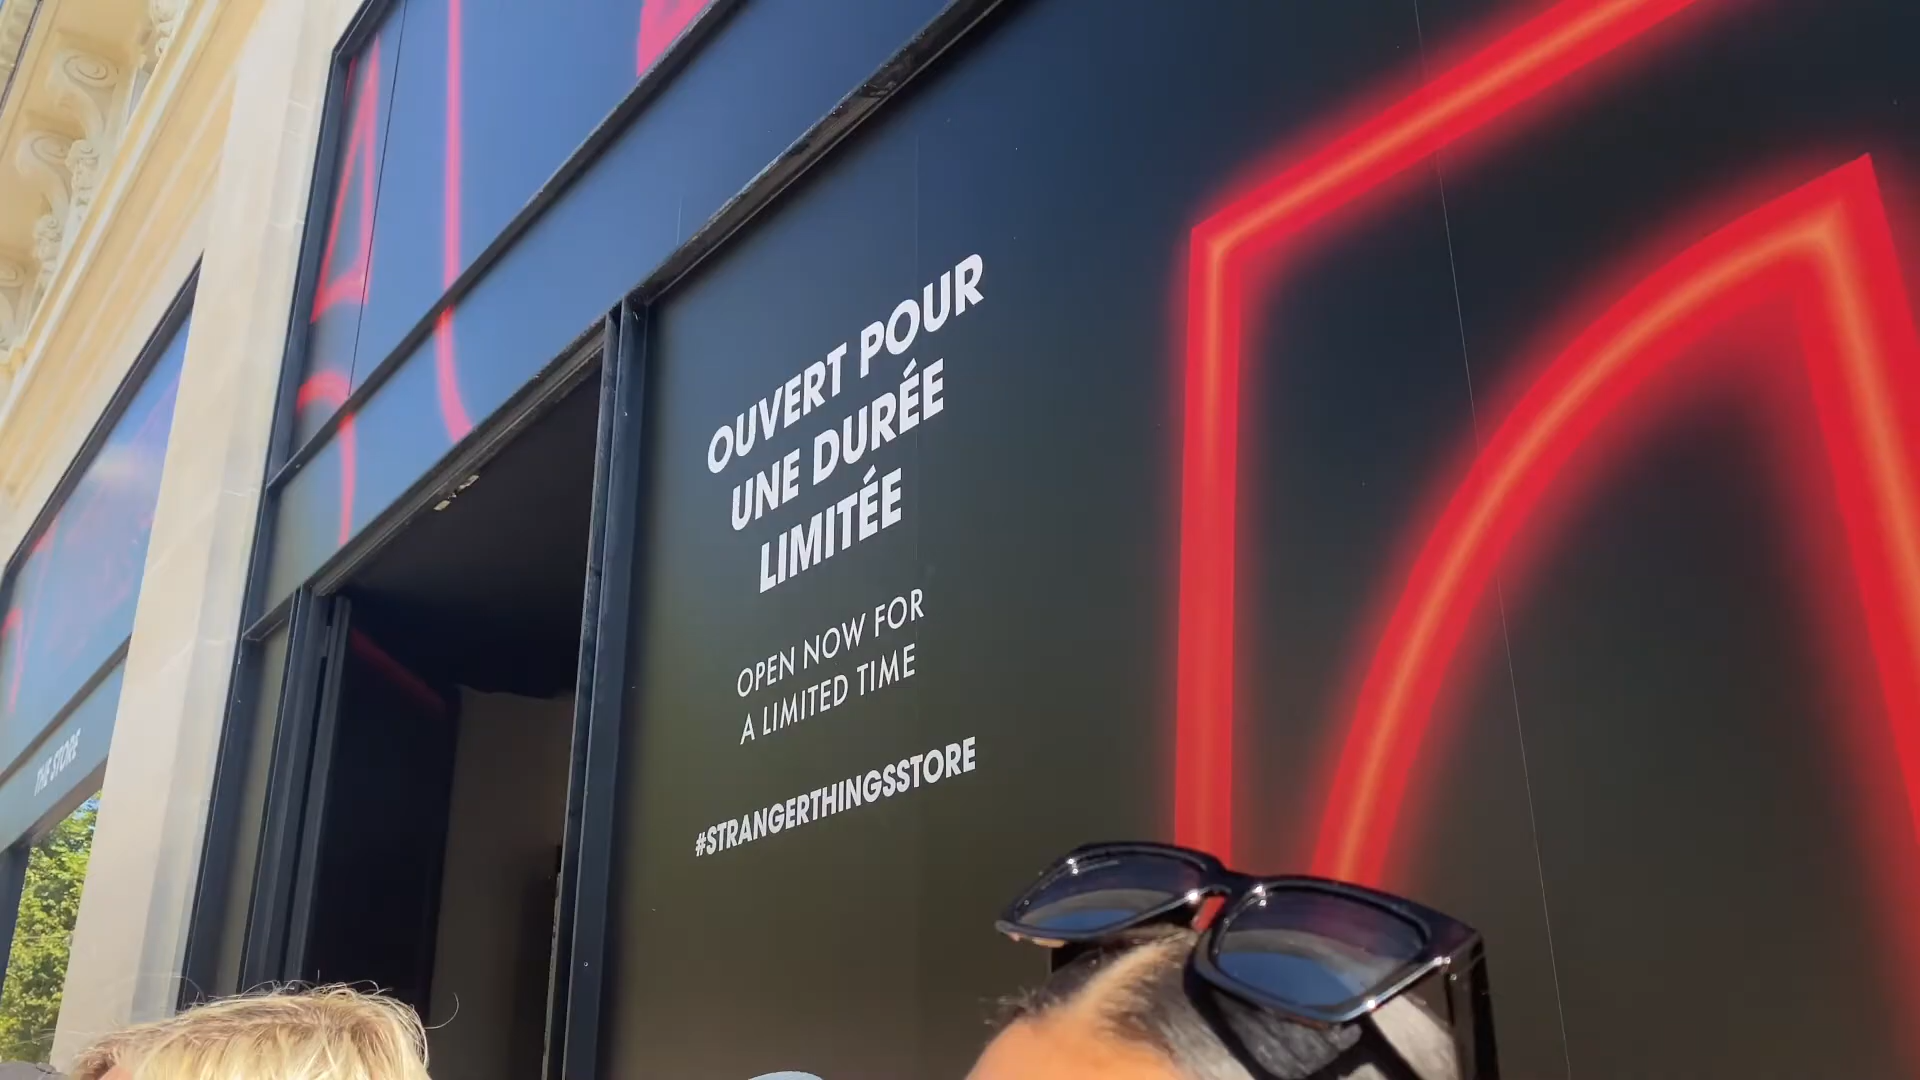 OUVERT POUR
UNE DURÉE
LIMITÉE
OPEN NOW FOR
A LIMITED TIME
#STRANGERTHINGSSTORE
THE STORE